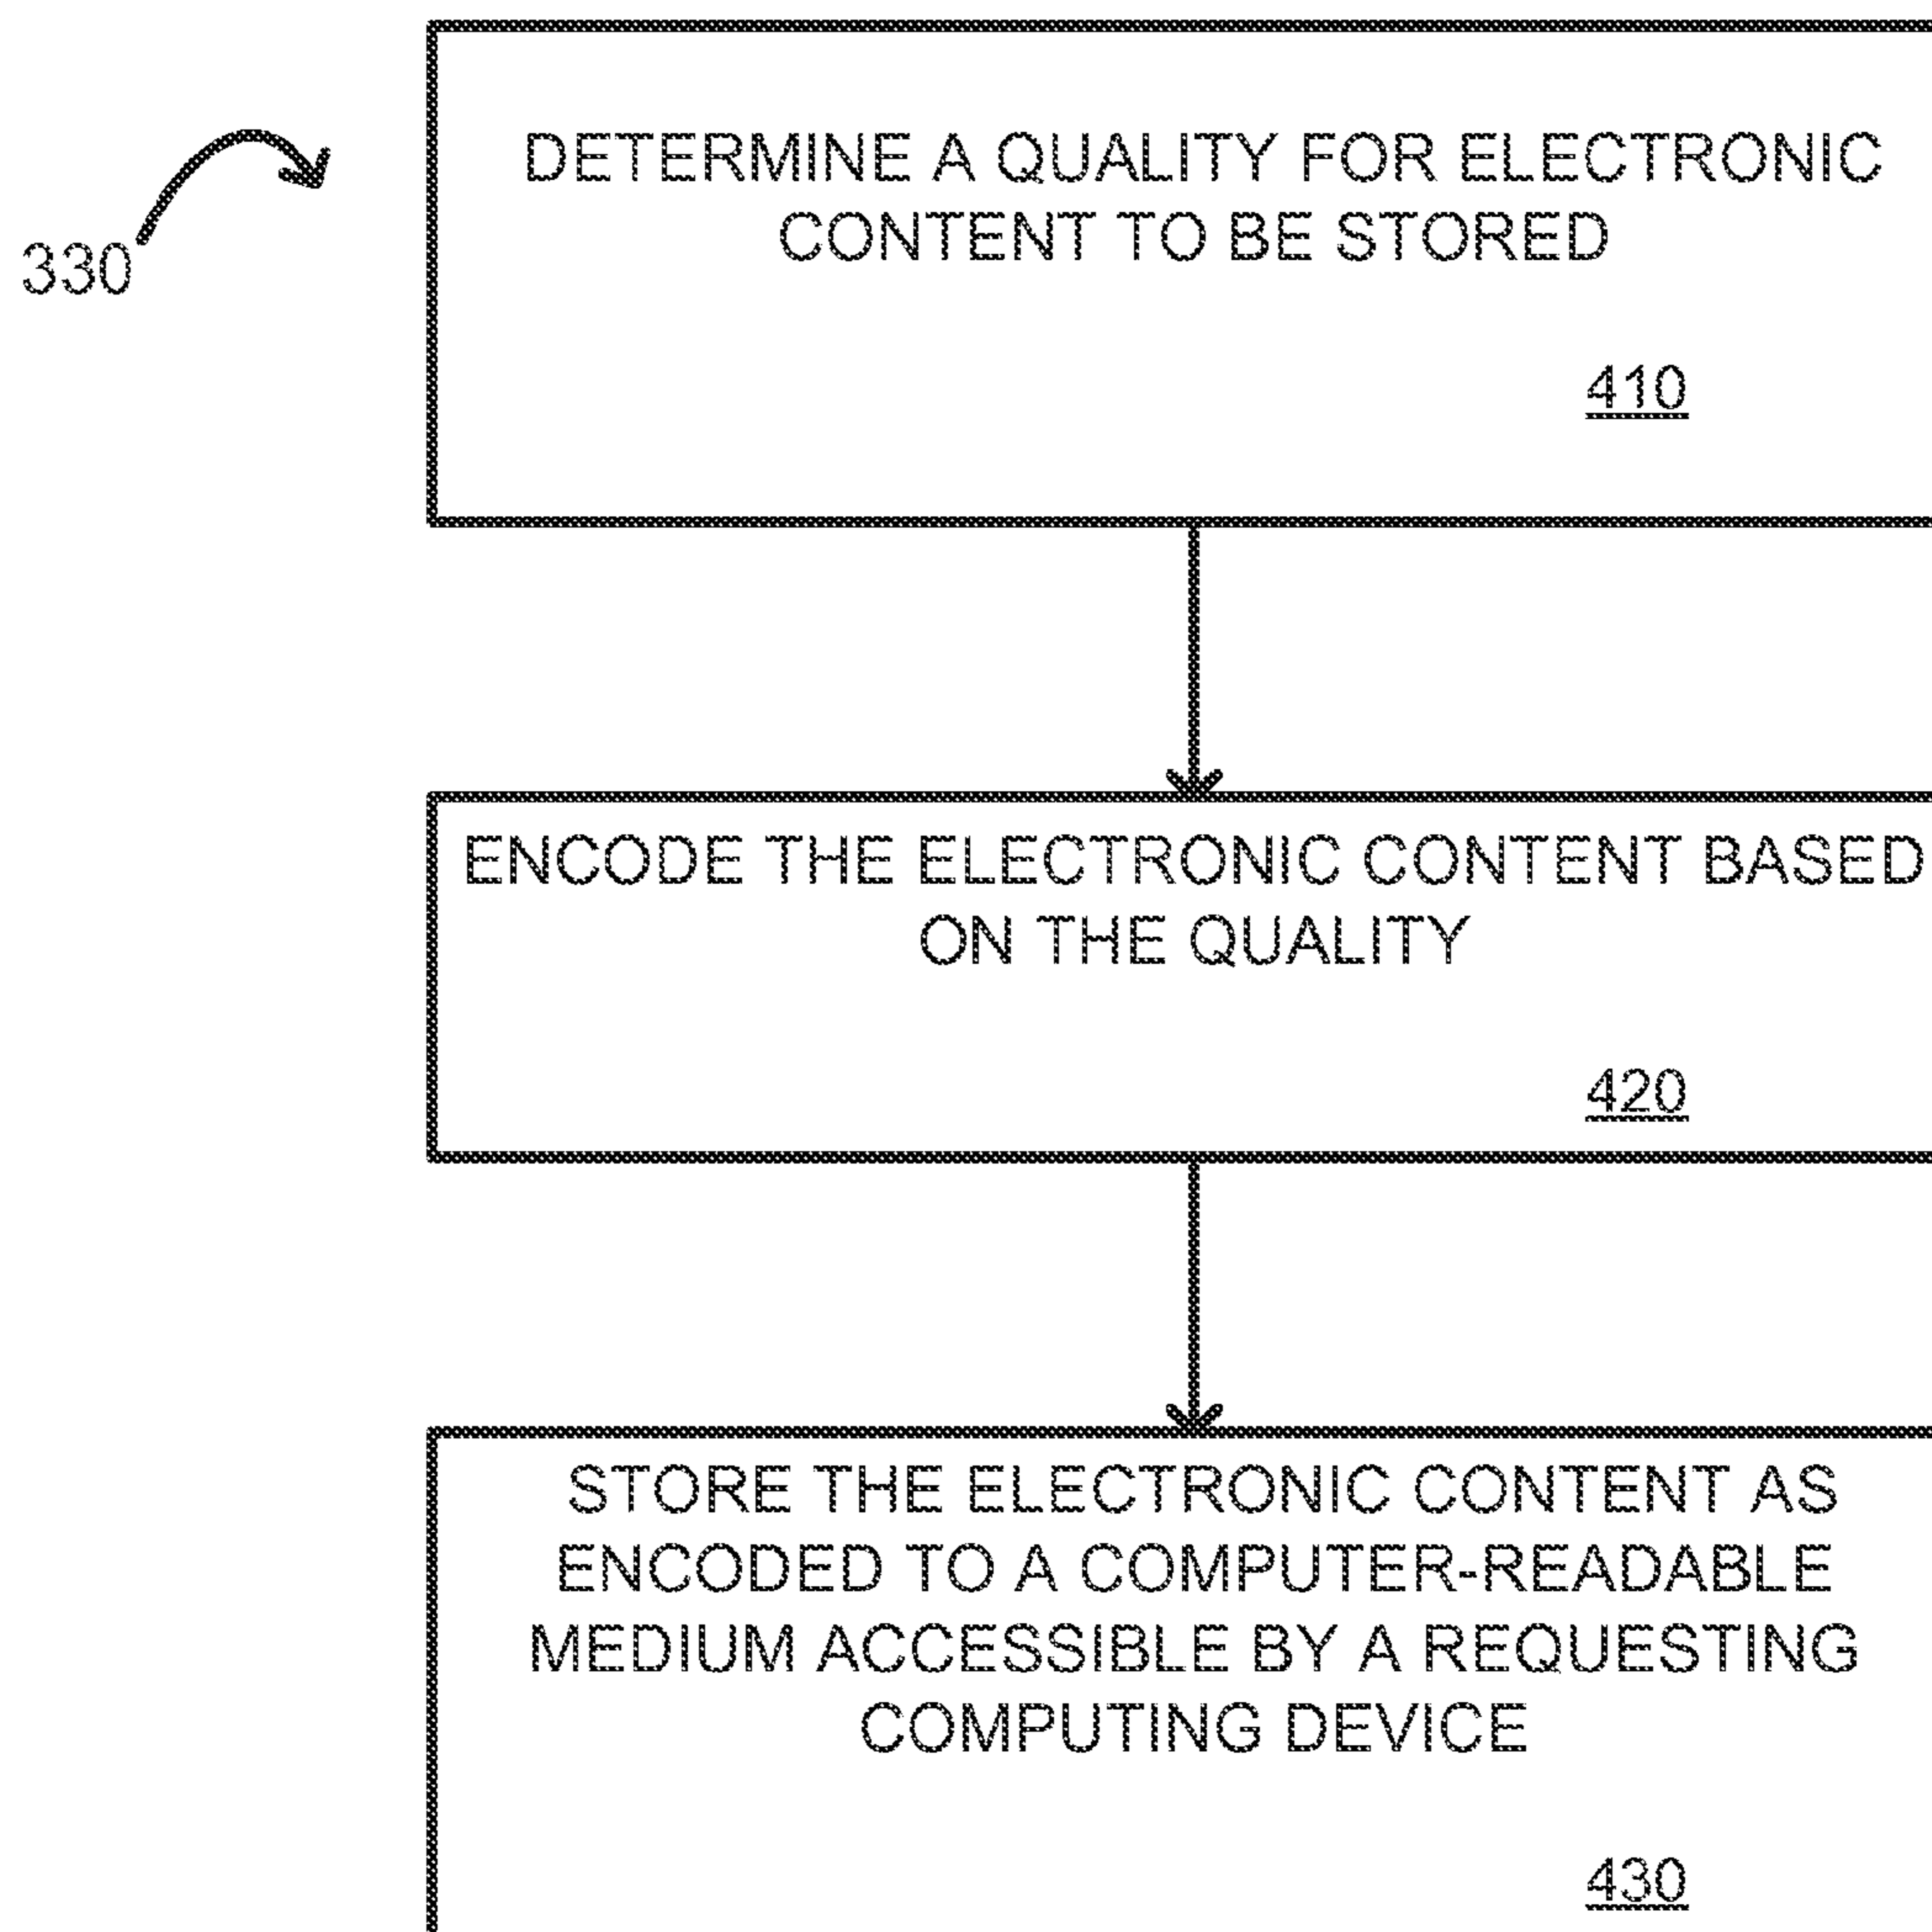 330
DETERMINE A QUALITY FOR ELECTRONIC
CONTENT TO BE STORED
410
ENCODE THE ELECTRONIC CONTENT BASED
ON THE QUALITY
420
STORE THE ELECTRONIC CONTENT AS
ENCODED TO A COMPUTER-READABLE
MEDIUM ACCESSIBLE BY A REQUESTING
COMPUTING DEVICE
430